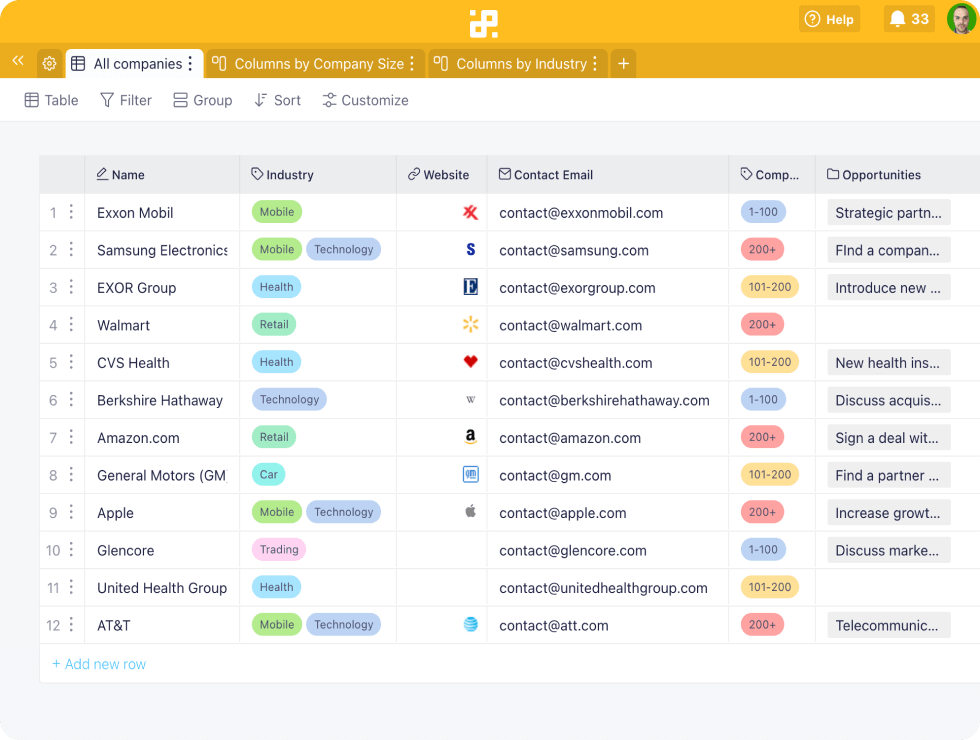 Help 33
All companies Columns by Company Size Columns by Industry +
Table Filter Group Sort Customize
Name Industry Website Contact Email Comp... Opportunities
1 Exxon Mobil Mobile contact@exxonmobil.com 1-100 Strategic partn...
2 Samsung Electronics Mobile Technology S contact@samsung.com 200+ FInd a compan...
3 EXOR Group Health E contact@exorgroup.com 101-200 Introduce new ...
4 Walmart Retail contact@walmart.com 200+
5 CVS Health Health contact@cvshealth.com 101-200 New health ins...
6 Berkshire Hathaway Technology W contact@berkshirehathaway.com 1-100 Discuss acquis...
7 Amazon.com Retail a contact@amazon.com 200+ Sign a deal wit...
8 General Motors (GM) Car gm contact@gm.com 101-200 Find a partner ...
9 Apple Mobile Technology contact@apple.com 200+ Increase growt...
10 Glencore Trading contact@glencore.com 1-100 Discuss marke...
11 United Health Group Health contact@unitedhealthgroup.com 101-200
12 AT&T Mobile Technology contact@att.com 200+ Telecommunic...
+ Add new row